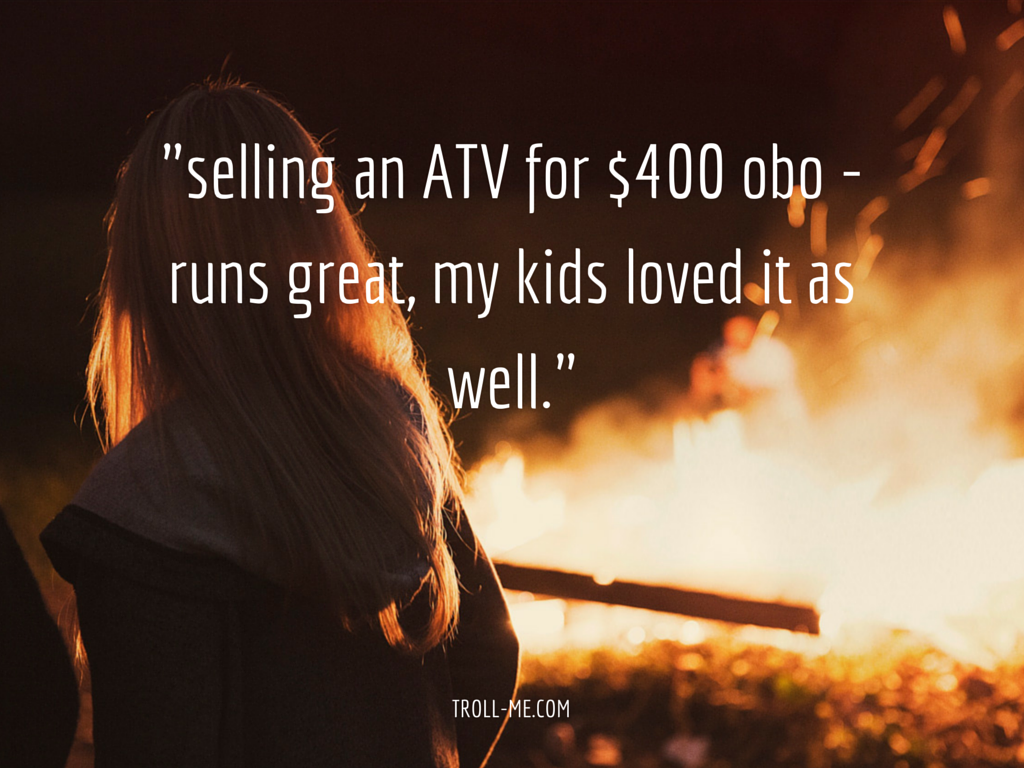 "selling an ATV for $400 obo -
runs great, my kids loved it as
well."
TROLL-ME.COM